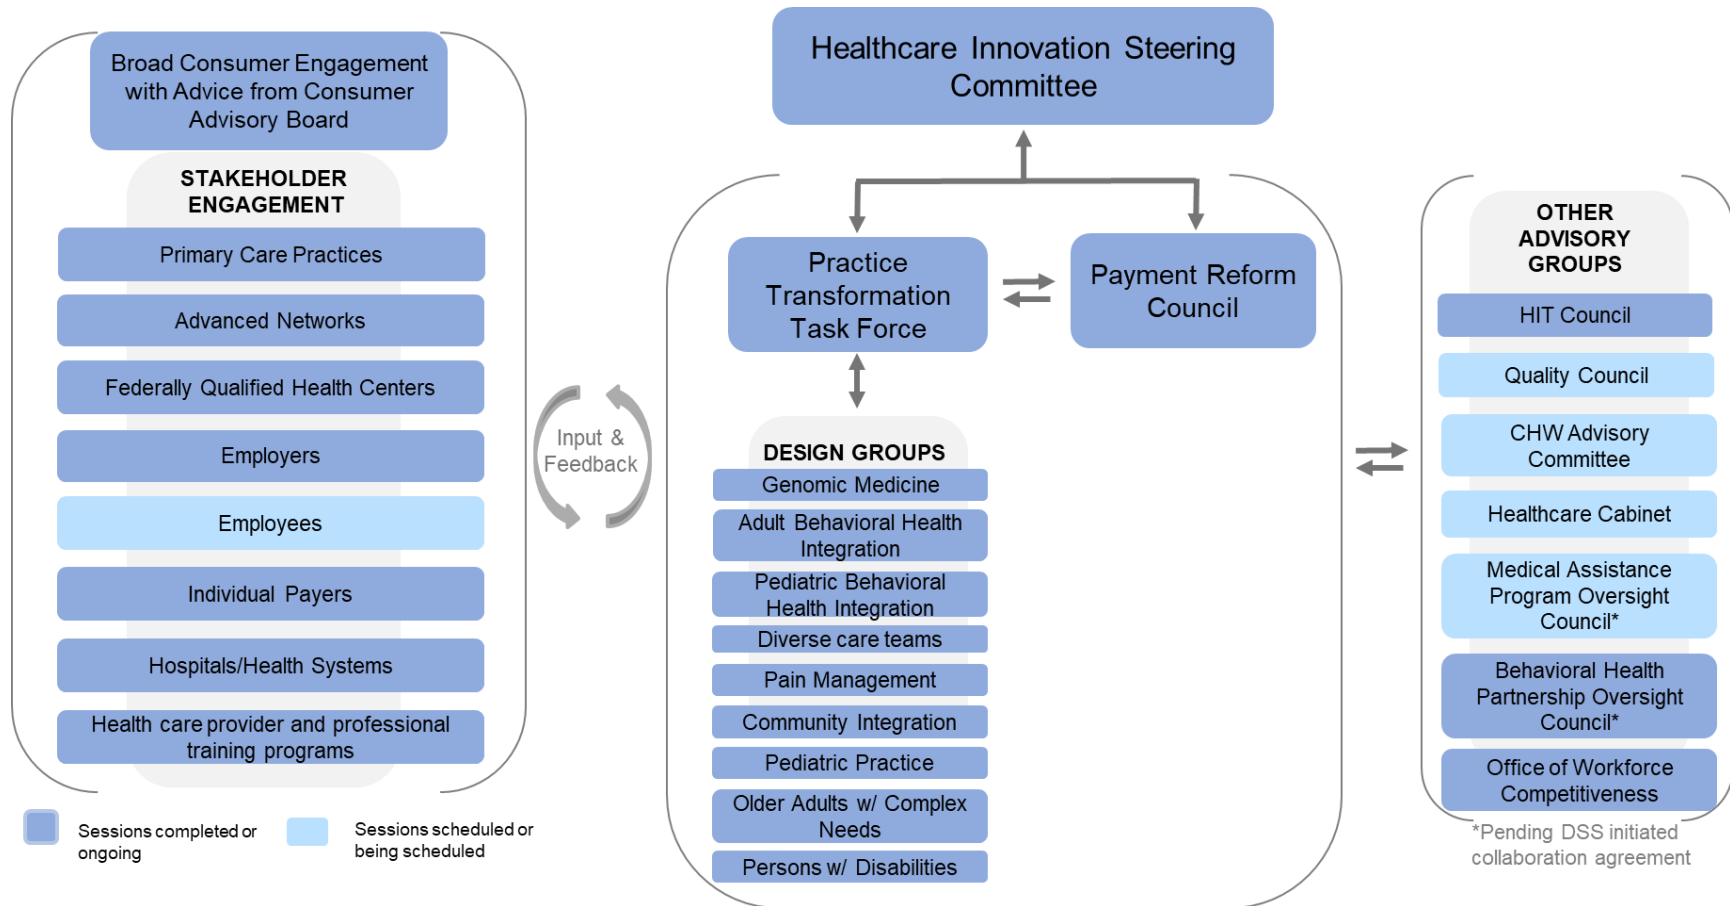 Broad Consumer Engagement
with Advice from Consumer
Advisory Board
STAKEHOLDER
ENGAGEMENT
Primary Care Practices
Advanced Networks
Federally Qualified Health Centers
Employers
Employees
Individual Payers
Hospitals/Health Systems
Health care provider and professional
training programs
Sessions completed or
ongoing
Sessions scheduled or
being scheduled
Input &
Feedback
Healthcare Innovation Steering
Committee
Practice
Transformation
Task Force
Payment Reform
Council
DESIGN GROUPS
Genomic Medicine
Adult Behavioral Health
Integration
Pediatric Behavioral
Health Integration
Diverse care teams
Pain Management
Community Integration
Pediatric Practice
Older Adults w/ Complex
Needs
Persons w/ Disabilities
OTHER
ADVISORY
GROUPS
HIT Council
Quality Council
CHW Advisory
Committee
Healthcare Cabinet
Medical Assistance
Program Oversight
Council*
Behavioral Health
Partnership Oversight
Council*
Office of Workforce
Competitiveness
*Pending DSS initiated
collaboration agreement